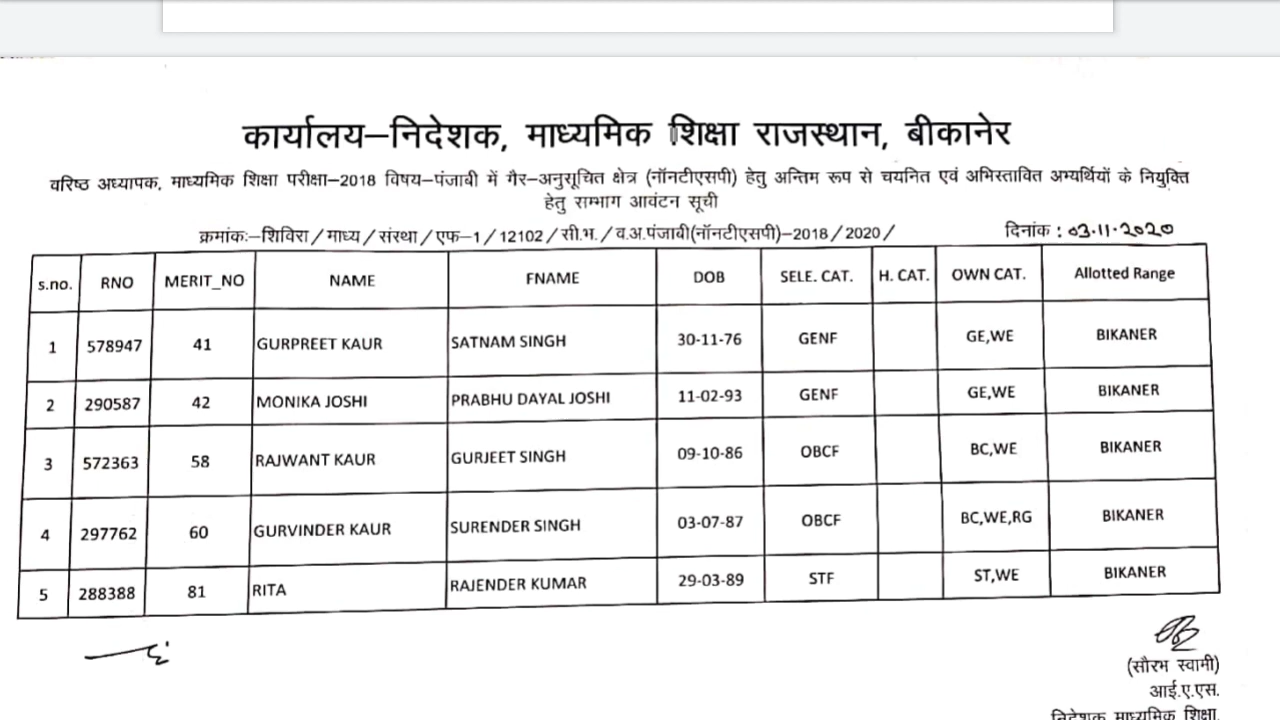 कार्यालय–निदेशक, माध्यमिक शिक्षा राजस्थान, बीकानेर
वरिष्ठ अध्यापक, माध्यमिक शिक्षा परीक्षा–2018 विषय–पंजाबी में गैर–अनुसूचित क्षेत्र (नॉनटीएसपी) हेतु अन्तिम रूप से चयनित एवं अभिस्तावित अभ्यर्थियों के नियुक्ति
हेतु सम्भाग आवंटन सूची
क्रमांक:–शिविरा/माध्य/संस्था/एफ–1/12102/सी.भ./व.अ.पंजाबी(नॉनटीएसपी)–2018/2020/ दिनांक : 03.11.2020
s.no. RNO MERIT_NO NAME FNAME DOB SELE. CAT. H. CAT. OWN CAT. Allotted Range
1 578947 41 GURPREET KAUR SATNAM SINGH 30-11-76 GENF GE,WE BIKANER
2 290587 42 MONIKA JOSHI PRABHU DAYAL JOSHI 11-02-93 GENF GE,WE BIKANER
3 572363 58 RAJWANT KAUR GURJEET SINGH 09-10-86 OBCF BC,WE BIKANER
4 297762 60 GURVINDER KAUR SURENDER SINGH 03-07-87 OBCF BC,WE,RG BIKANER
5 288388 81 RITA RAJENDER KUMAR 29-03-89 STF ST,WE BIKANER
(सौरभ स्वामी)
आई.ए.एस.
निदेशक माध्यमिक शिक्षा,